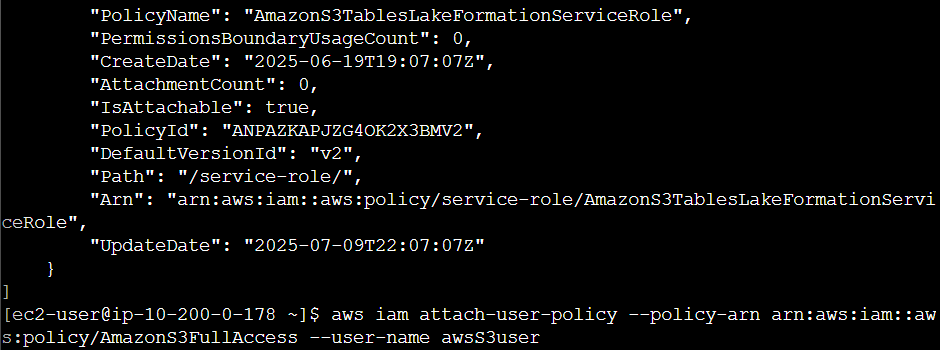 "PolicyName": "AmazonS3TablesLakeFormationServiceRole",
"PermissionsBoundaryUsageCount": 0,
"CreateDate": "2025-06-19T19:07:07Z",
"AttachmentCount": 0,
"IsAttachable": true,
"PolicyId": "ANPAZKAPJZG4OK2X3BMV2",
"DefaultVersionId": "v2",
"Path": "/service-role/",
"Arn": "arn:aws:iam::aws:policy/service-role/AmazonS3TablesLakeFormationServi
ceRole",
"UpdateDate": "2025-07-09T22:07:07Z"
}
]
[ec2-user@ip-10-200-0-178 ~]$ aws iam attach-user-policy --policy-arn arn:aws:iam::aw
s:policy/AmazonS3FullAccess --user-name awsS3user